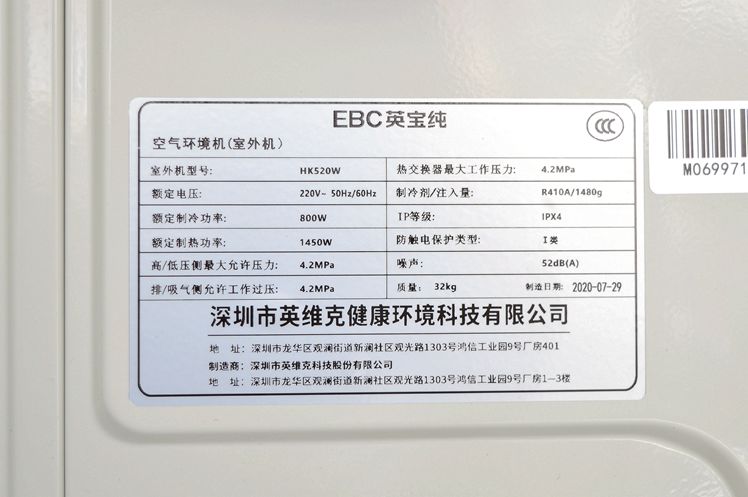 EBC英宝纯
空气环境机(室外机)
室外机型号: HK520W 热交换器最大工作压力: 4.2MPa
额定电压: 220V~ 50Hz/60Hz 制冷剂/注入量: R410A/1480g
额定制冷功率: 800W IP等级: IPX4
额定制热功率: 1450W 防触电保护类型: I类
高/低压侧最大允许压力: 4.2MPa 噪声: 52dB(A)
排/吸气侧允许工作过压: 4.2MPa 质量: 32kg 制造日期: 2020-07-29
深圳市英维克健康环境科技有限公司
地 址: 深圳市龙华区观澜街道新澜社区观光路1303号鸿信工业园9号厂房401
制造商: 深圳市英维克科技股份有限公司
地 址: 深圳市龙华区观澜街道新澜社区观光路1303号鸿信工业园9号厂房1—3楼
CCC
M069971